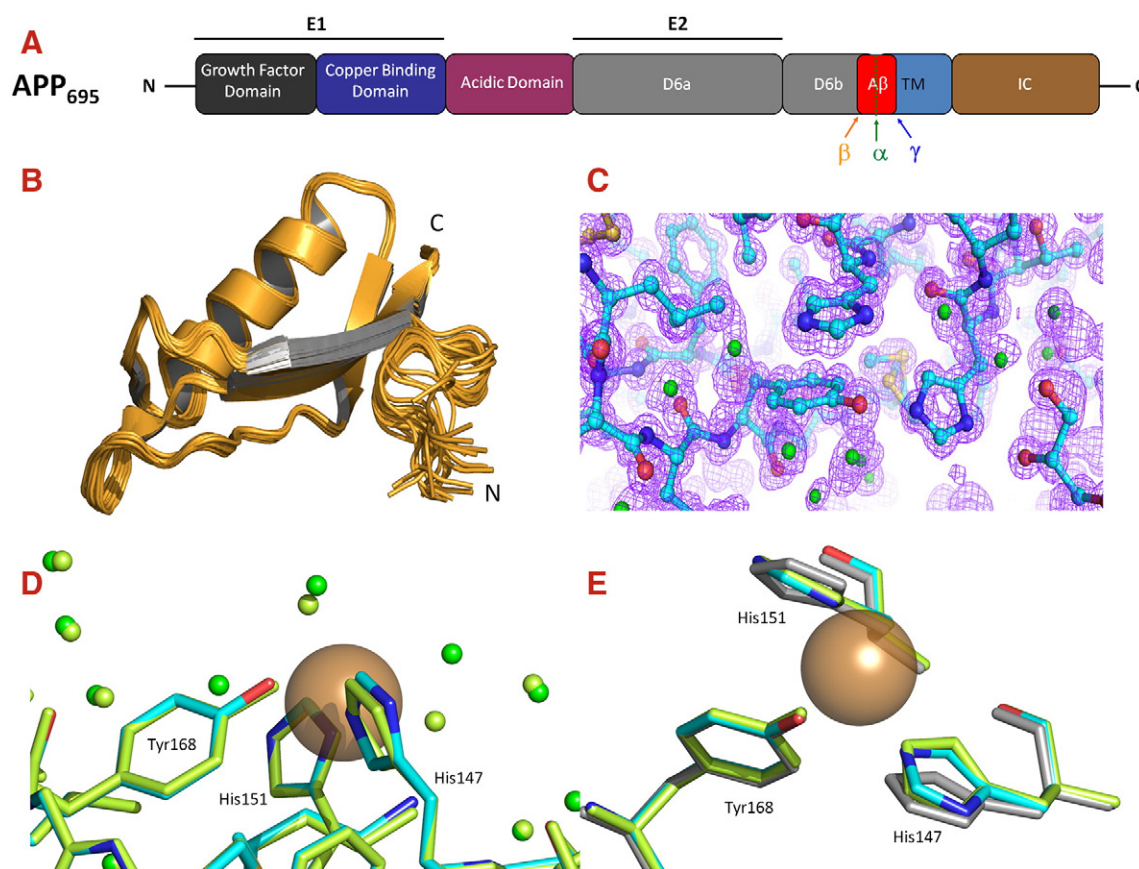 A
E1
E2
APP695
N
Growth Factor
Domain
Copper Binding
Domain
Acidic Domain
D6a
D6b
Aβ
TM
IC
β
α
γ
B
C
N
C
D
Tyr168
His151
His147
E
His151
Tyr168
His147